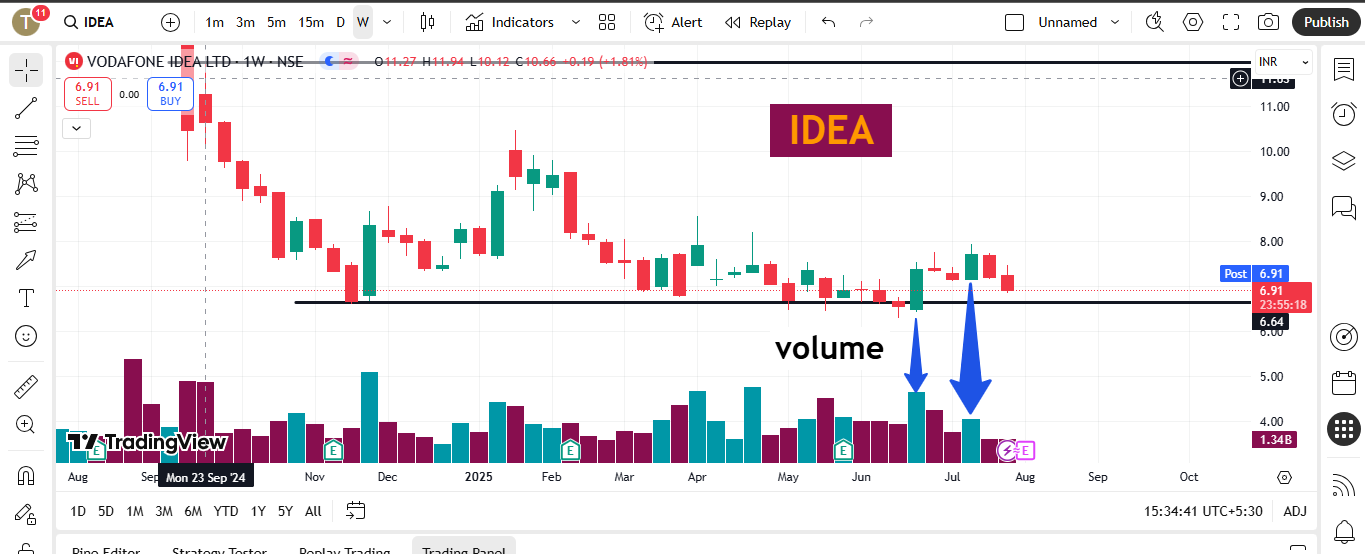 T 11 IDEA 1m 3m 5m 15m D W Indicators Alert Replay Unnamed Publish
VODAFONE IDEA LTD · 1W · NSE O11.27 H11.94 L10.12 C10.66 +0.19 (+1.81%) INR
6.91 SELL 0.00 6.91 BUY
11.00
IDEA
10.00
9.00
8.00
Post 6.91
6.91
23:55:18
6.64
6.00
volume
5.00
4.00
TradingView
1.34B
E E E E E
Aug Sep Mon 23 Sep '24 Nov Dec 2025 Feb Mar Apr May Jun Jul Aug Sep Oct
1D 5D 1M 3M 6M YTD 1Y 5Y All 15:34:41 UTC+5:30 ADJ
Pine Editor Strategy Tester Replay Trading Trading Panel